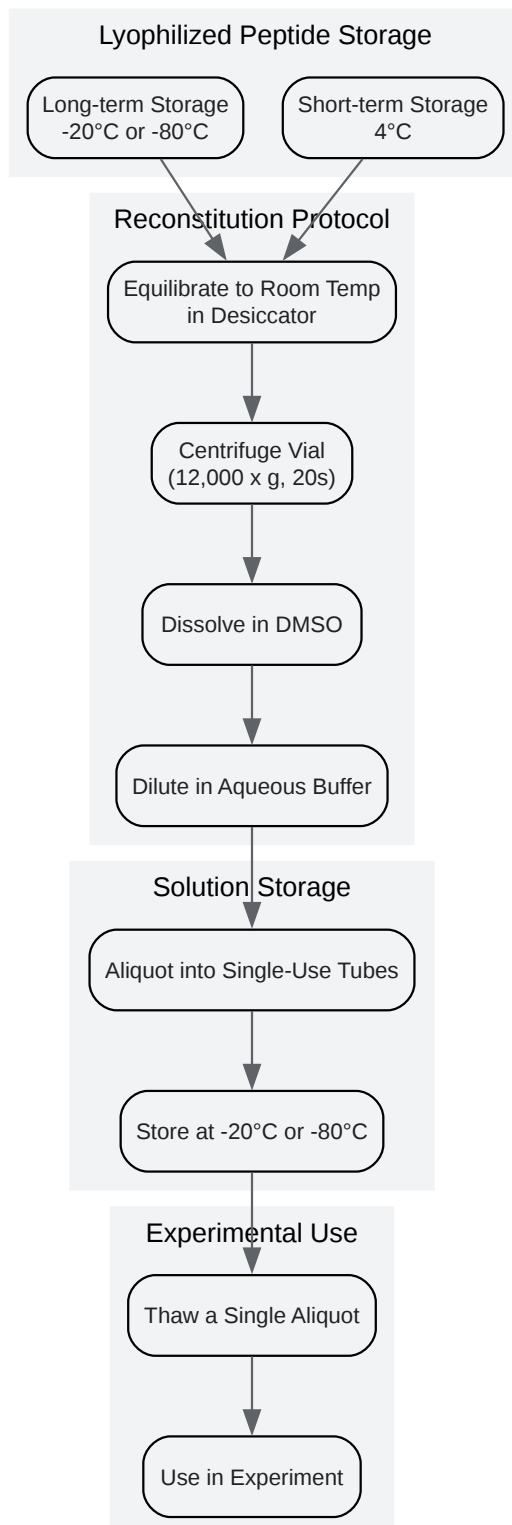 Lyophilized Peptide Storage
Long-term Storage
-20°C or -80°C
Short-term Storage
4°C
Reconstitution Protocol
Equilibrate to Room Temp
in Desiccator
Centrifuge Vial
(12,000 x g, 20s)
Dissolve in DMSO
Dilute in Aqueous Buffer
Solution Storage
Aliquot into Single-Use Tubes
Store at -20°C or -80°C
Experimental Use
Thaw a Single Aliquot
Use in Experiment